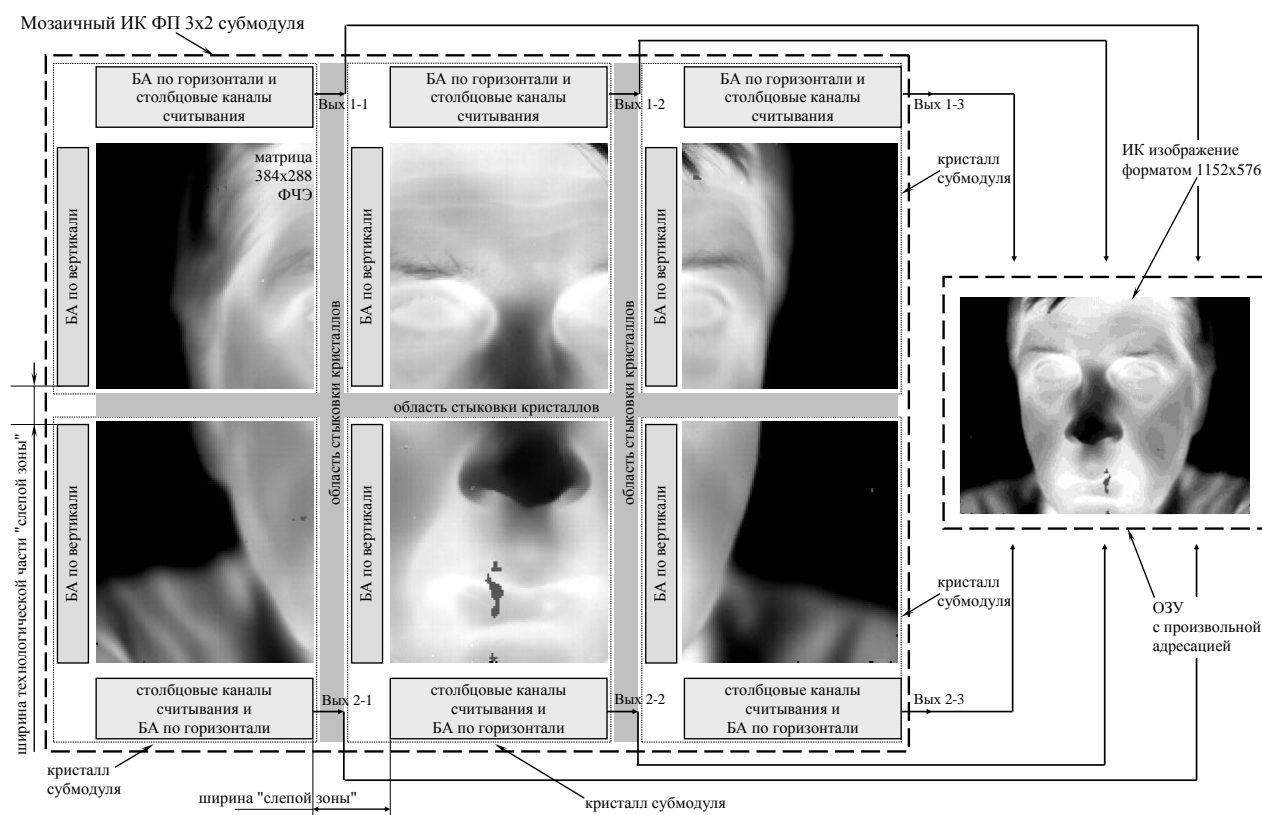 Мозаичный ИК ФП 3х2 субмодуля
БА по горизонтали и
столбцовые каналы
считывания
Вых 1-1
БА по горизонтали и
столбцовые каналы
считывания
Вых 1-2
БА по горизонтали и
столбцовые каналы
считывания
Вых 1-3
матрица
384х288
ФЧЭ
кристалл
субмодуля
ИК изображение
форматом 1152х576
БА по вертикали
область стыковки кристаллов
БА по вертикали
область стыковки кристаллов
БА по вертикали
область стыковки кристаллов
ширина технологической части "слепой зоны"
БА по вертикали
БА по вертикали
БА по вертикали
кристалл
субмодуля
ОЗУ
с произвольной
адресацией
столбцовые каналы
считывания и
БА по горизонтали
Вых 2-1
столбцовые каналы
считывания и
БА по горизонтали
Вых 2-2
столбцовые каналы
считывания и
БА по горизонтали
Вых 2-3
кристалл
субмодуля
ширина "слепой зоны"
кристалл субмодуля